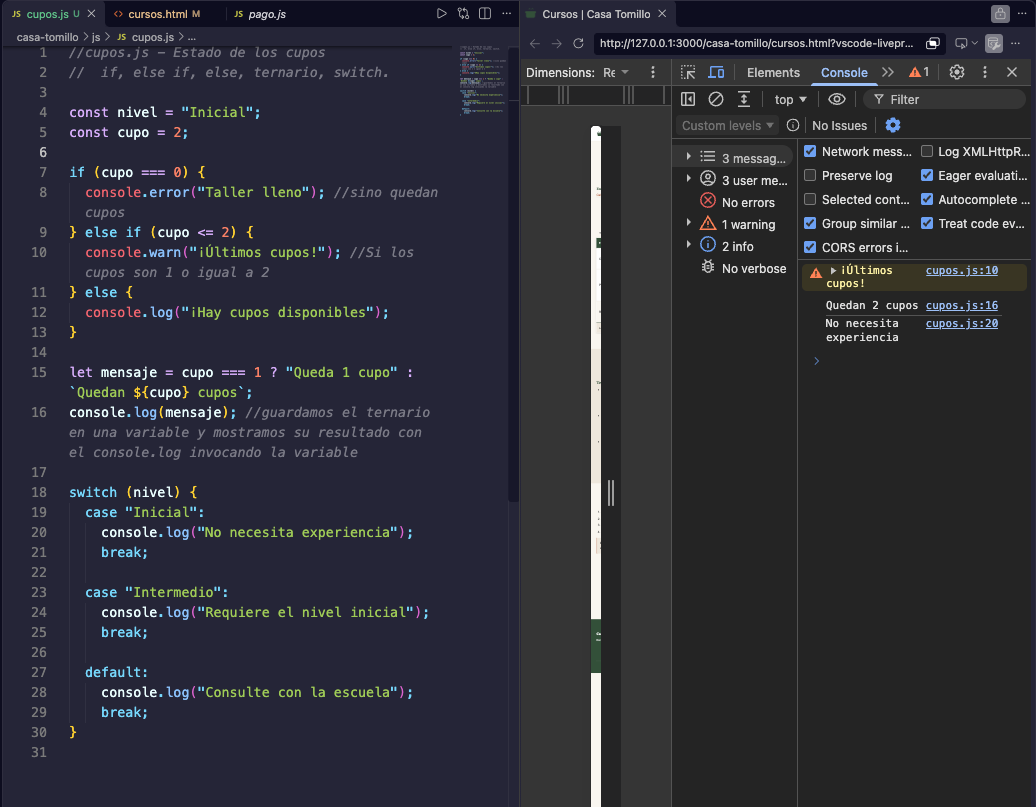 JS cupos.js U
<> cursos.html M
JS pago.js
casa-tomillo > js > JS cupos.js > ...
1 //cupos.js - Estado de los cupos
2 //  if, else if, else, ternario, switch.
3
4 const nivel = "Inicial";
5 const cupo = 2;
6
7 if (cupo === 0) {
8 console.error("Taller lleno"); //sino quedan
cupos
9 } else if (cupo <= 2) {
10 console.warn("¡Últimos cupos!"); //Si los
cupos son 1 o igual a 2
11 } else {
12 console.log("¡Hay cupos disponibles");
13 }
14
15 let mensaje = cupo === 1 ? "Queda 1 cupo" :
`Quedan ${cupo} cupos`;
16 console.log(mensaje); //guardamos el ternario
en una variable y mostramos su resultado con
el console.log invocando la variable
17
18 switch (nivel) {
19 case "Inicial":
20 console.log("No necesita experiencia");
21 break;
22
23 case "Intermedio":
24 console.log("Requiere el nivel inicial");
25 break;
26
27 default:
28 console.log("Consulte con la escuela");
29 break;
30 }
31
Cursos | Casa Tomillo
http://127.0.0.1:3000/casa-tomillo/cursos.html?vscode-livepr...
Dimensions: Re
Elements
Console
1
top
Filter
Custom levels
No Issues
3 messag...
3 user me...
No errors
1 warning
2 info
No verbose
Network mess...
Log XMLHttpR...
Preserve log
Eager evaluati...
Selected cont...
Autocomplete ...
Group similar ...
Treat code ev...
CORS errors i...
¡Últimos cupos.js:10
cupos!
Quedan 2 cupos cupos.js:16
No necesita cupos.js:20
experiencia